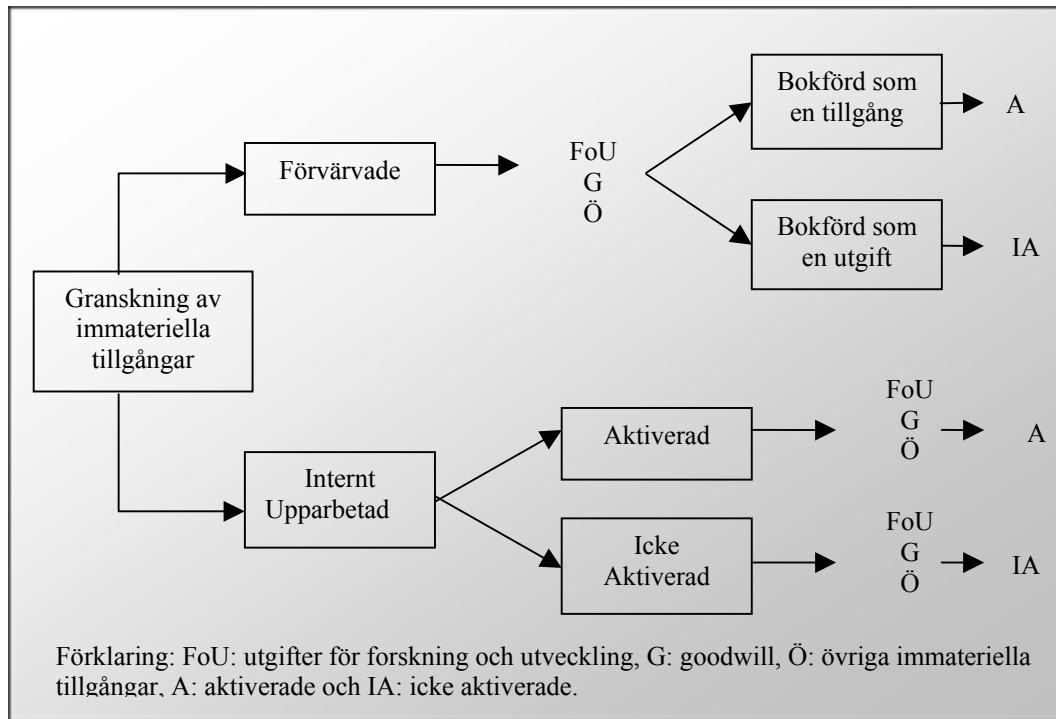 Bokförd som
en tillgång
A
Förvärvade
FoU
G
Ö
Bokförd som
en utgift
IA
Granskning av
immateriella
tillgångar
Internt
Upparbetad
Aktiverad
FoU
G
Ö
A
Icke
Aktiverad
FoU
G
Ö
IA
Förklaring: FoU: utgifter för forskning och utveckling, G: goodwill, Ö: övriga immateriella
tillgångar, A: aktiverade och IA: icke aktiverade.